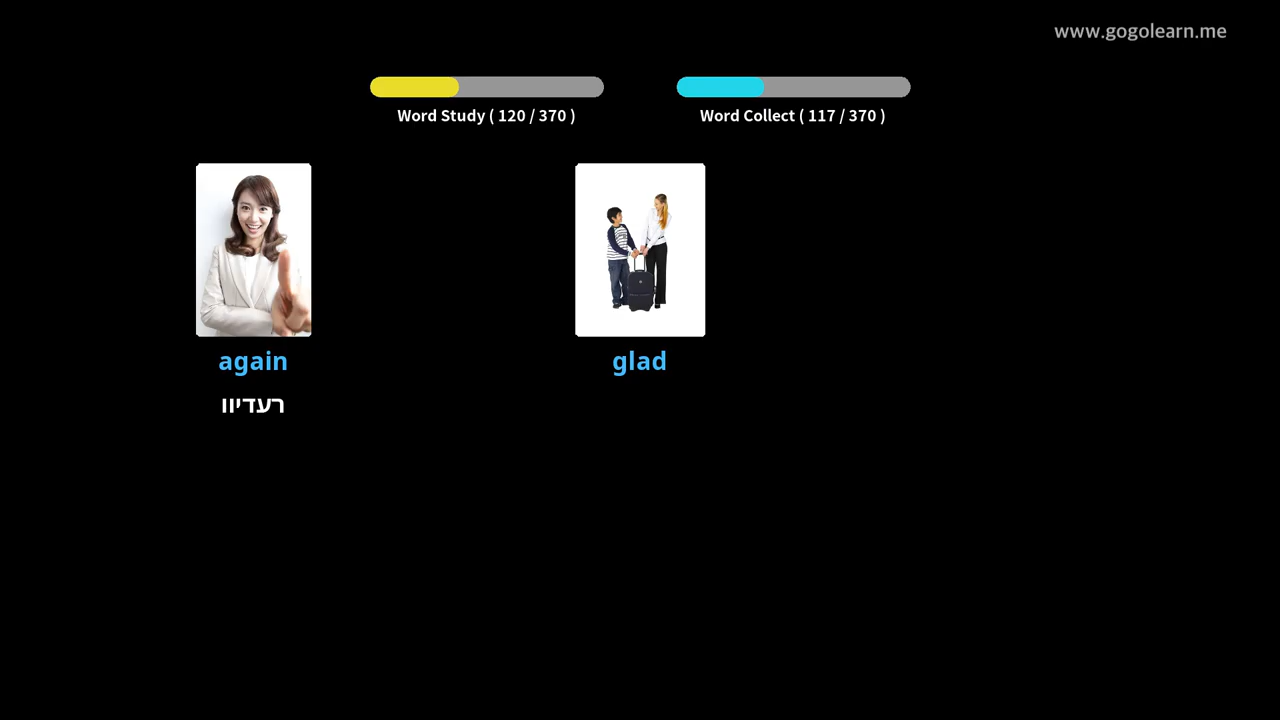 www.gogolearn.me
Word Study ( 120 / 370 )
Word Collect ( 117 / 370 )
again
glad
רעדיוו